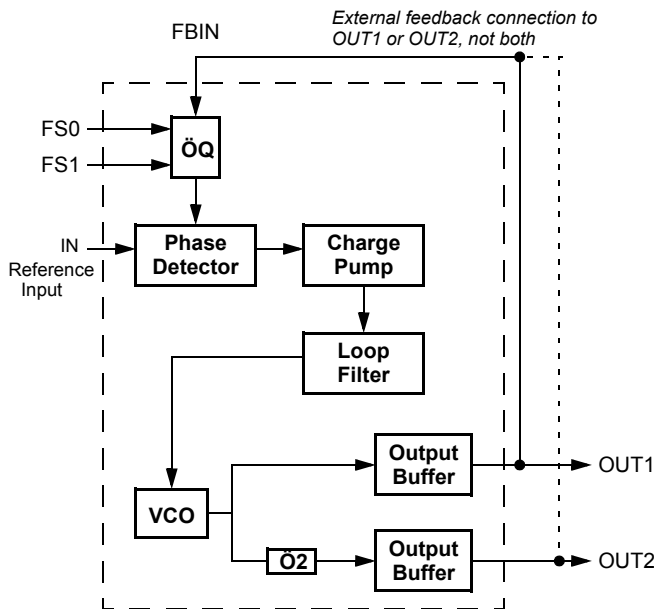 External feedback connection to
OUT1 or OUT2, not both
FBIN
FS0
FS1
ÖQ
IN
Reference
Input
Phase
Detector
Charge
Pump
Loop
Filter
VCO
Output
Buffer
OUT1
Ö2
Output
Buffer
OUT2